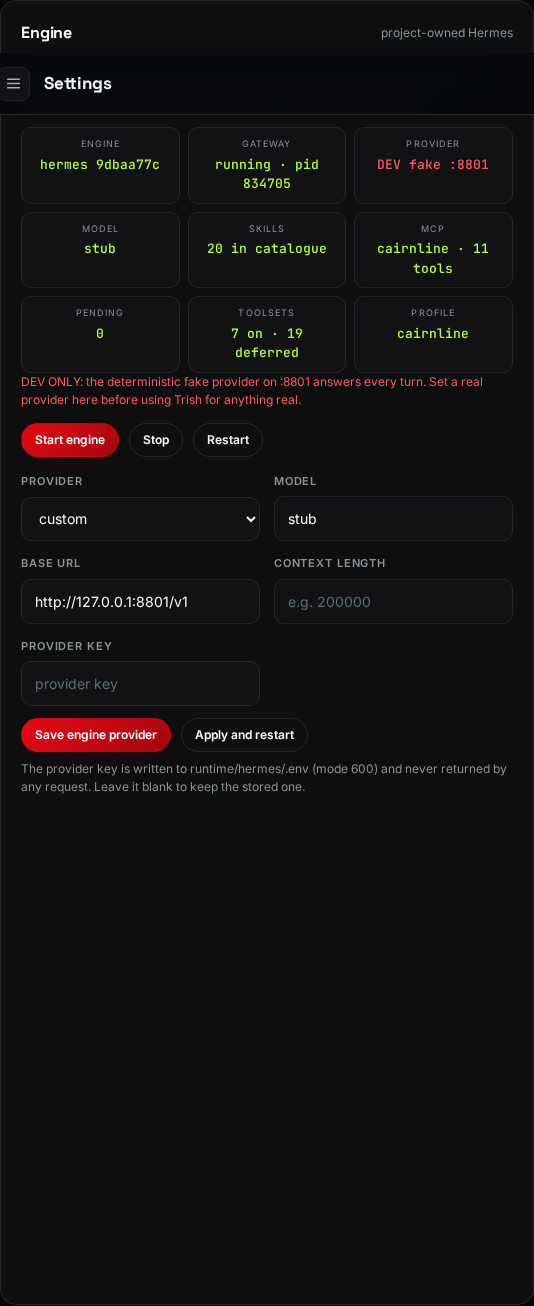 Engine
project-owned Hermes
Settings
ENGINE
hermes 9dbaa77c
GATEWAY
running · pid
834705
PROVIDER
DEV fake :8801
MODEL
stub
SKILLS
20 in catalogue
MCP
cairnline · 11
tools
PENDING
0
TOOLSETS
7 on · 19
deferred
PROFILE
cairnline
DEV ONLY: the deterministic fake provider on :8801 answers every turn. Set a real
provider here before using Trish for anything real.
Start engine
Stop
Restart
PROVIDER
custom
MODEL
stub
BASE URL
http://127.0.0.1:8801/v1
CONTEXT LENGTH
e.g. 200000
PROVIDER KEY
provider key
Save engine provider
Apply and restart
The provider key is written to runtime/hermes/.env (mode 600) and never returned by
any request. Leave it blank to keep the stored one.